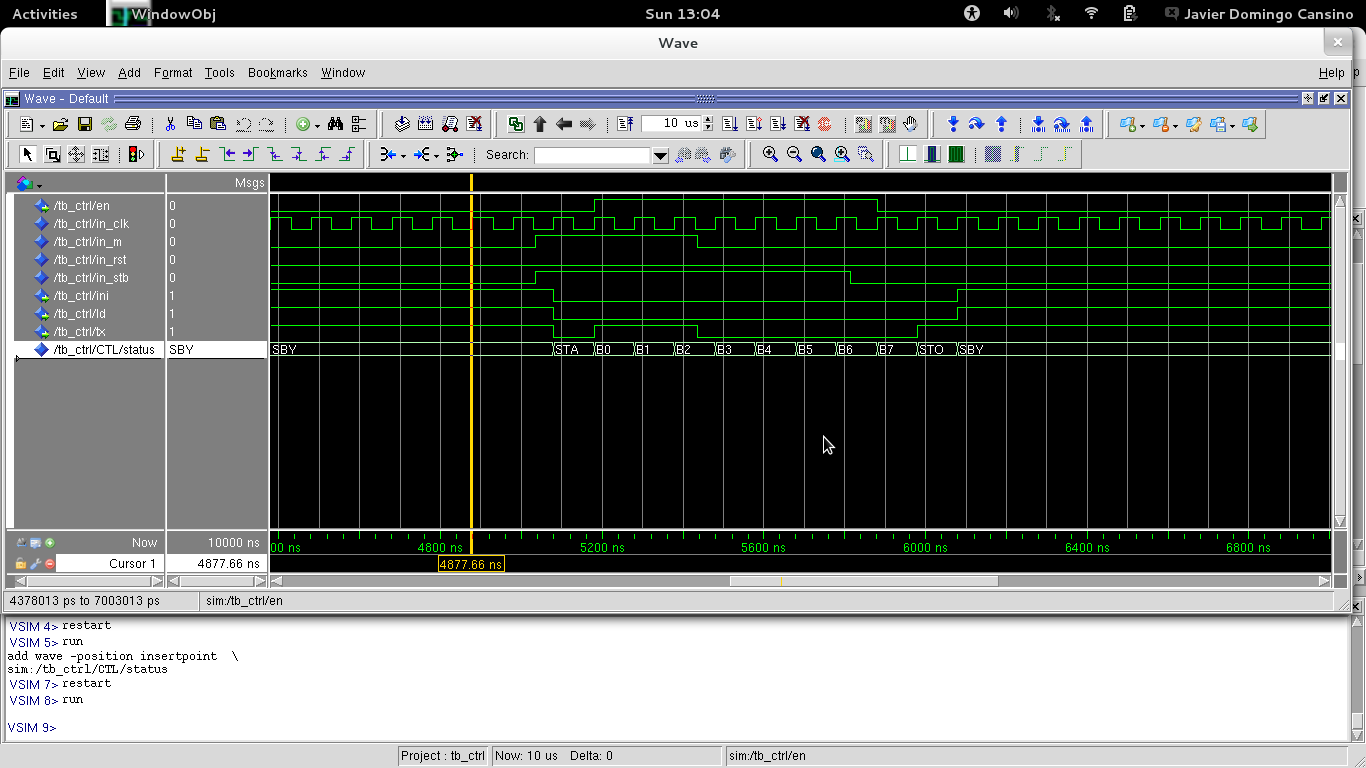 Activities WindowObj Sun 13:04 Javier Domingo Cansino
Wave
File Edit View Add Format Tools Bookmarks Window Help p
Wave - Default
10 us
Search:
Msgs
/tb_ctrl/en 0
/tb_ctrl/in_clk 0
/tb_ctrl/in_m 0
/tb_ctrl/in_rst 0
/tb_ctrl/in_stb 0
/tb_ctrl/ini 1
/tb_ctrl/ld 1
/tb_ctrl/tx 1
/tb_ctrl/CTL/status SBY SBY STA B0 B1 B2 B3 B4 B5 B6 B7 STO SBY
Now 10000 ns 00 ns 4800 ns 5200 ns 5600 ns 6000 ns 6400 ns 6800 ns
Cursor 1 4877.66 ns 4877.66 ns
4378013 ps to 7003013 ps sim:/tb_ctrl/en
VSIM 4> restart
VSIM 5> run
add wave -position insertpoint \
sim:/tb_ctrl/CTL/status
VSIM 7> restart
VSIM 8> run
VSIM 9>
Project : tb_ctrl Now: 10 us Delta: 0 sim:/tb_ctrl/en